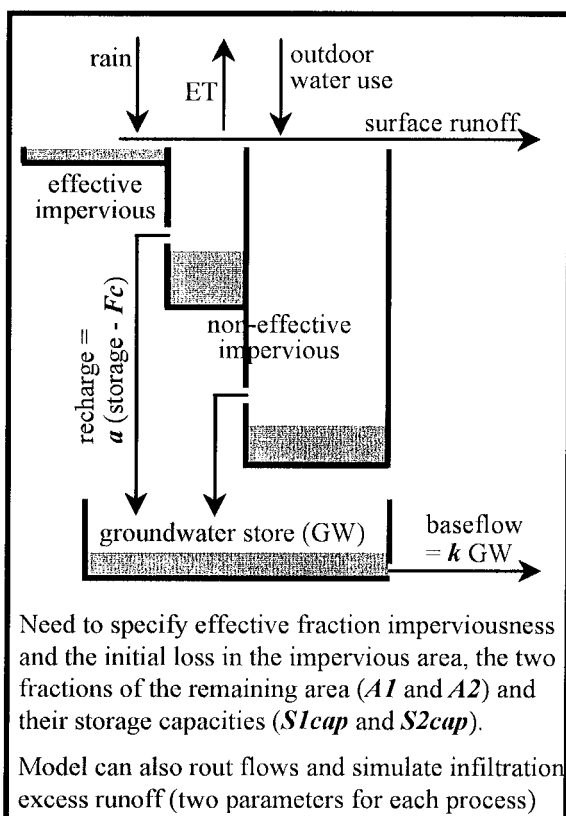 rain
ET
outdoor
water use
surface runoff
effective
impervious
non-effective
impervious
recharge =
a (storage - Fc)
groundwater store (GW)
baseflow
= k GW
Need to specify effective fraction imperviousness
and the initial loss in the impervious area, the two
fractions of the remaining area (A1 and A2) and
their storage capacities (S1cap and S2cap).
Model can also rout flows and simulate infiltration
excess runoff (two parameters for each process)